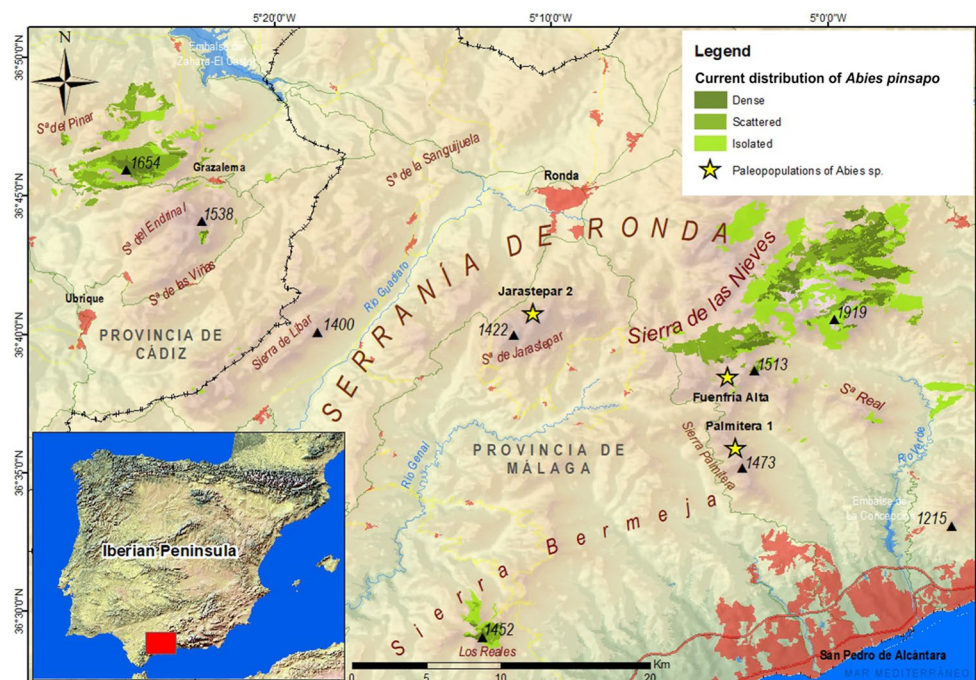 5°20'0"W
5°10'0"W
5°0'0"W
36°50'0"N
36°45'0"N
36°40'0"N
36°35'0"N
36°30'0"N
N
Embalse de
Zahara-El Gastor
Legend
Current distribution of Abies pinsapo
Dense
Scattered
Isolated
Paleopopulations of Abies sp.
Sª del Pinar
1654
Grazalema
Sª de la Sanguijuela
Ronda
1538
Sª del Endrinal
Sª de las Viñas
Ubrique
PROVINCIA DE
CÁDIZ
Río Guadiaro
SERRANÍA DE RONDA
Sierra de Líbar
1400
Jarastepar 2
1422
Sª de Jarastepar
Sierra de las Nieves
1919
1513
Fuenfría Alta
Sª Real
Palmitera 1
Sierra Palmitera
1473
Río Verde
Río Genal
PROVINCIA DE
MÁLAGA
Sierra Bermeja
Embalse de
La Concepción
1215
Iberian Peninsula
1452
Los Reales
0 5 10 20
Km
San Pedro de Alcántara
MAR MEDITERRÁNEO